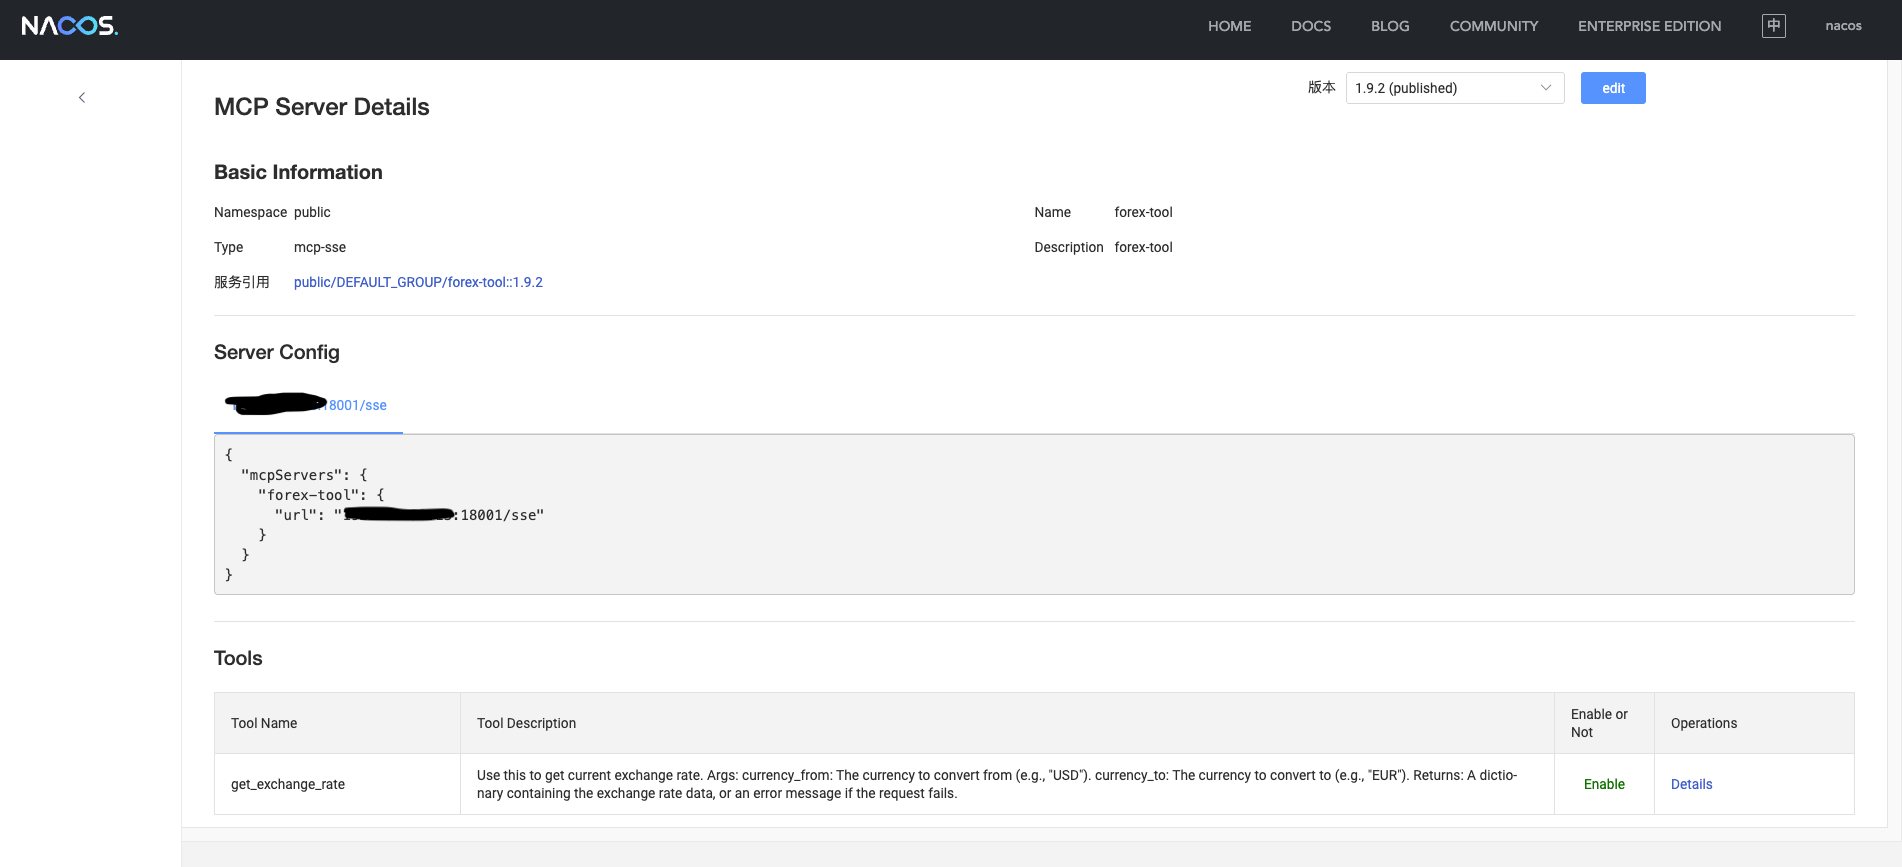 NACOS.
HOME DOCS BLOG COMMUNITY ENTERPRISE EDITION 中 nacos
MCP Server Details
版本 1.9.2 (published) edit
Basic Information
Namespace public Name forex-tool
Type mcp-sse Description forex-tool
服务引用 public/DEFAULT_GROUP/forex-tool::1.9.2
Server Config
18001/sse
{
"mcpServers": {
"forex-tool": {
"url": " :18001/sse"
}
}
}
Tools
Tool Name Tool Description Enable or Not Operations
get_exchange_rate
Use this to get current exchange rate. Args: currency_from: The currency to convert from (e.g., "USD"). currency_to: The currency to convert to (e.g., "EUR"). Returns: A dictio-
nary containing the exchange rate data, or an error message if the request fails.
Enable
Details